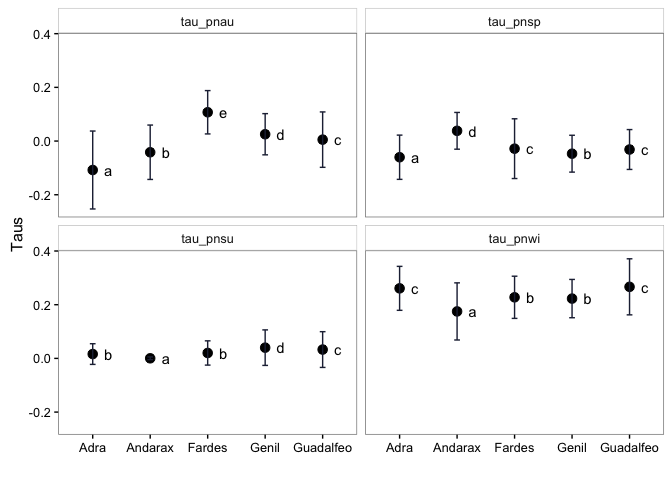 tau_pnau
tau_pnsp
0.4
0.2
0.0
-0.2
a
b
e
d
c
a
d
c
b
c
Taus
tau_pnsu
tau_pnwi
0.4
0.2
0.0
-0.2
b
a
b
d
c
c
a
b
b
c
Adra Andarax Fardes Genil Guadalfeo
Adra Andarax Fardes Genil Guadalfeo